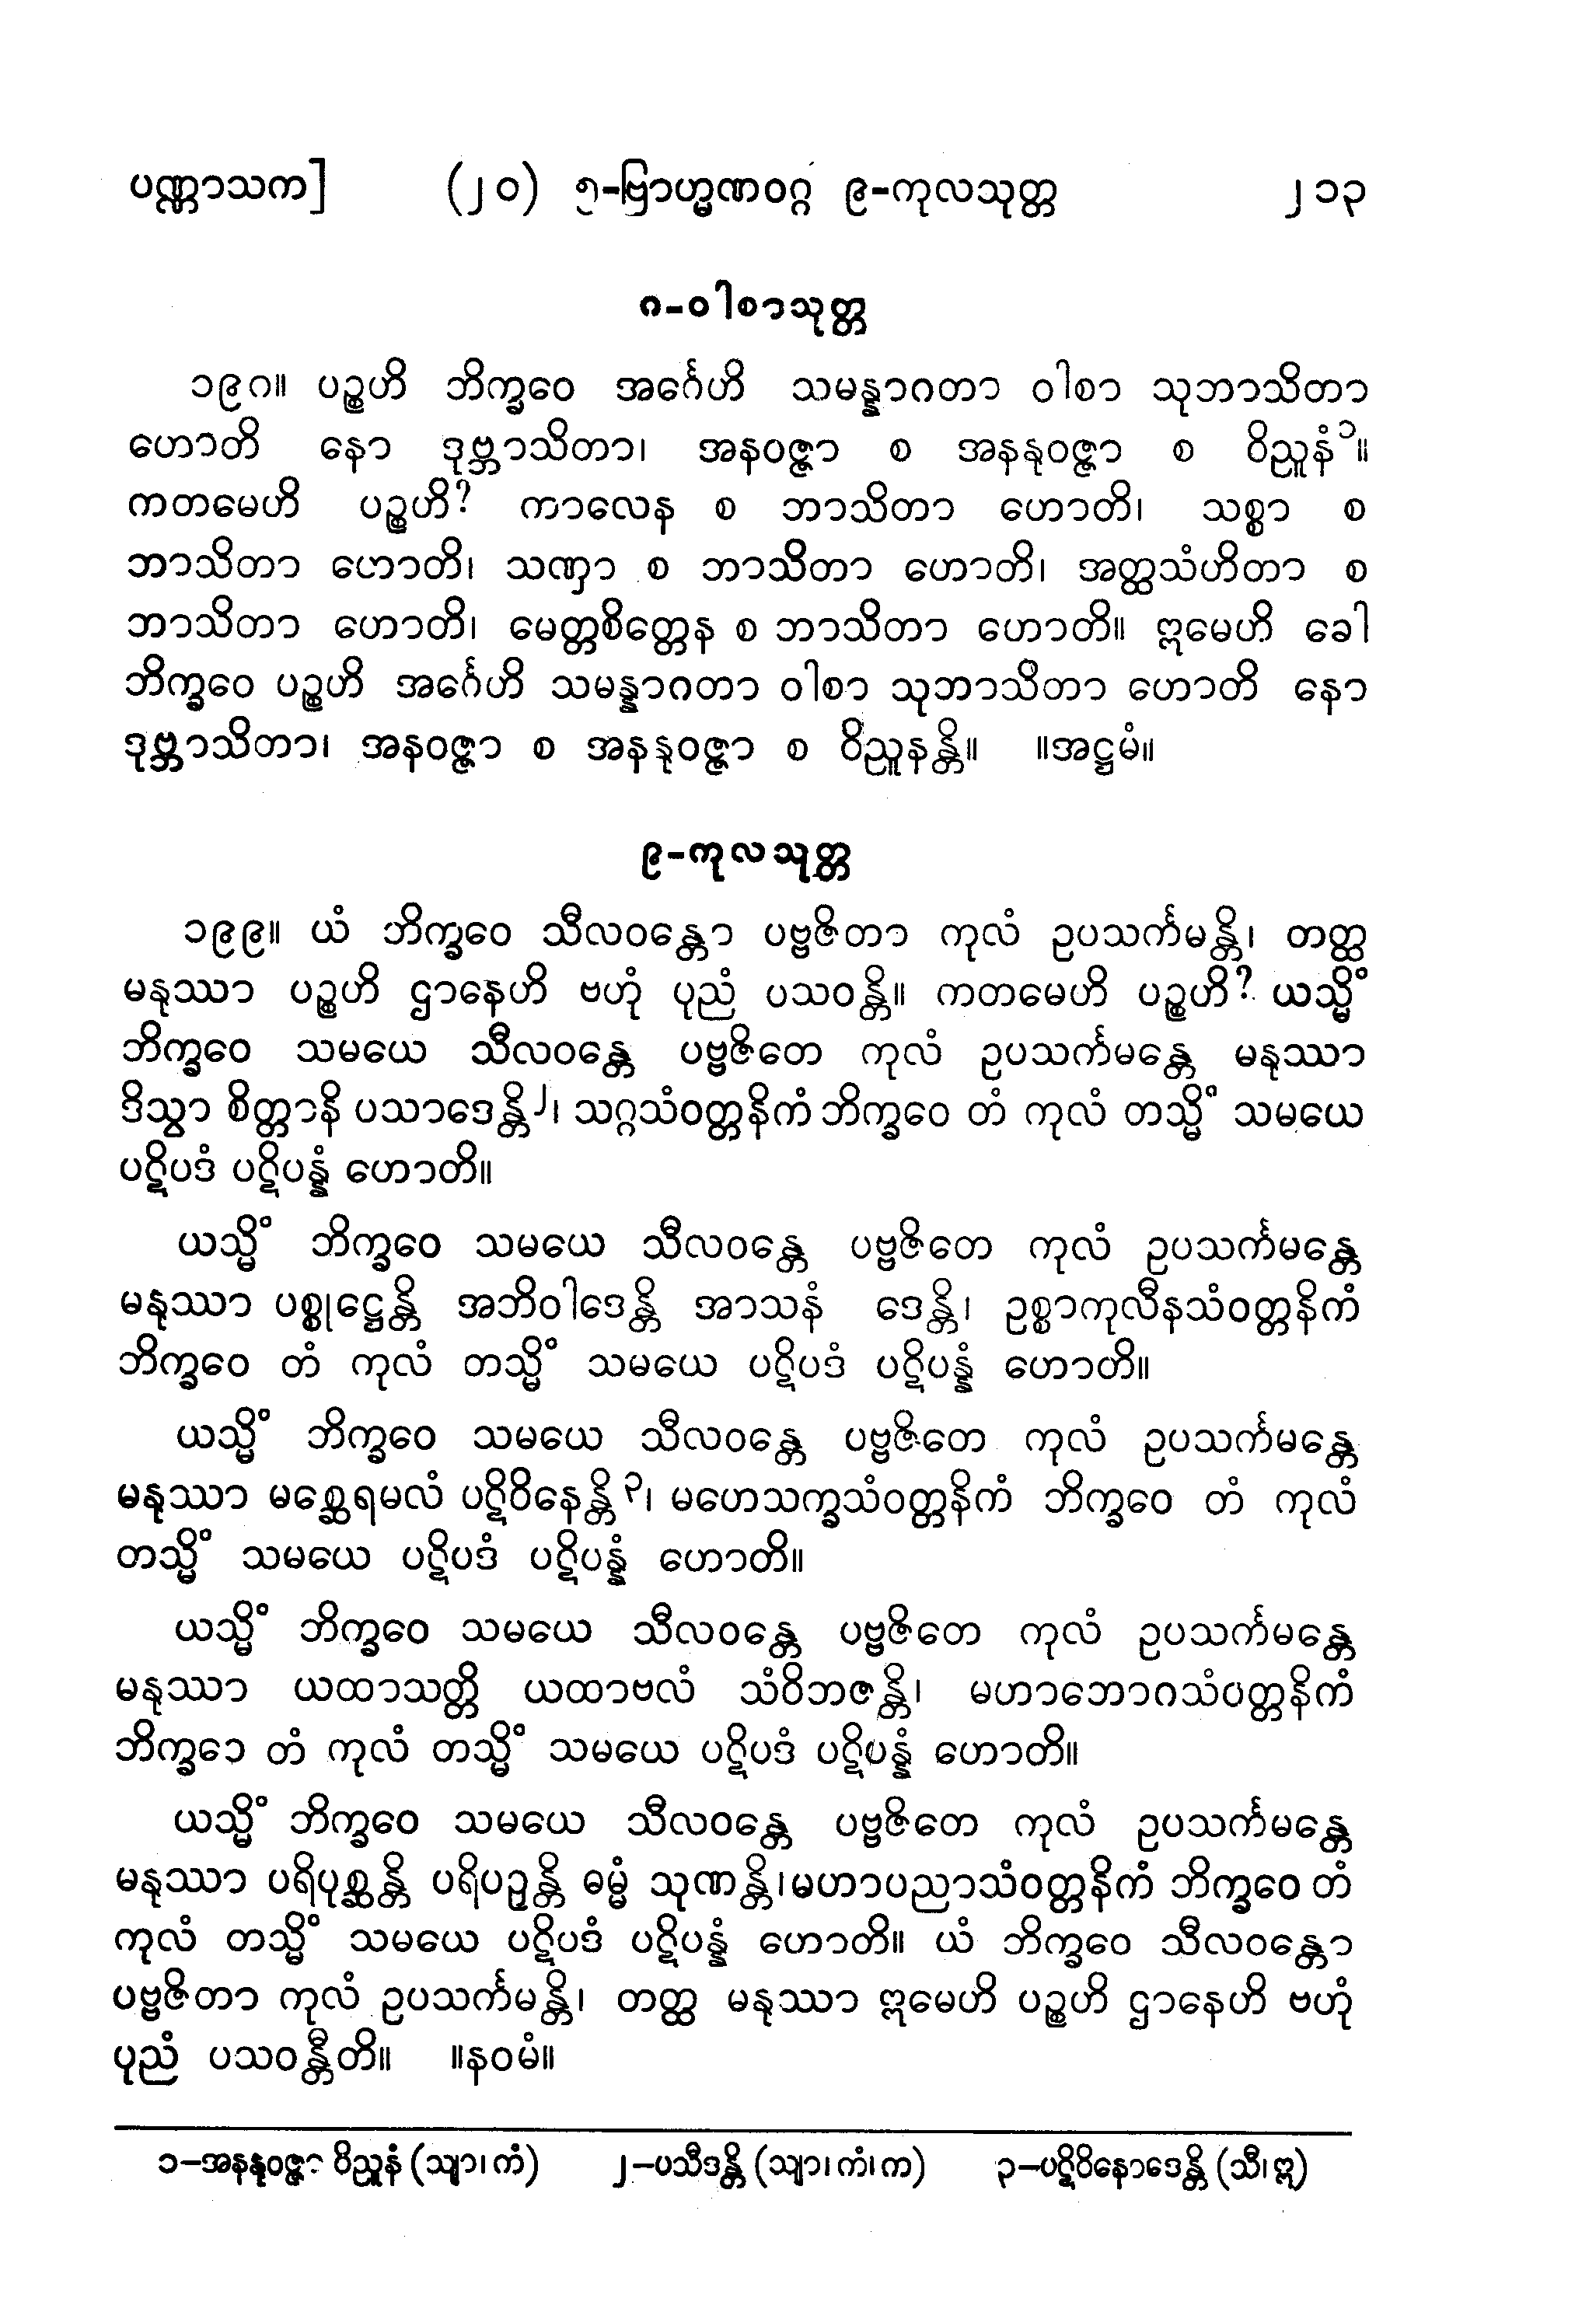 ပဏ္ဏာသက] (၂၀) ၅-ဗြာဟ္မဏဝဂ္ဂ ၉-ကုလသုတ္တ ၂၁၃
၈-ဝါစာသုတ္တ
၁၉၈။ ပဉ္စဟိ ဘိက္ခဝေ အင်္ဂေဟိ သမန္နာဂတာ ဝါစာ သုဘာသိတာ
ဟောတိ နော ဒုဗ္ဘာသိတာ၊ အနဝဇ္ဇာ စ အနနုဝဇ္ဇာ စ ဝိညူနံ၁။
ကတမေဟိ ပဉ္စဟိ? ကာလေန စ ဘာသိတာ ဟောတိ၊ သစ္စာ စ
ဘာသိတာ ဟောတိ၊ သဏှာ စ ဘာသိတာ ဟောတိ၊ အတ္ထသံဟိတာ စ
ဘာသိတာ ဟောတိ၊ မေတ္တစိတ္တေန စ ဘာသိတာ ဟောတိ။ ဣမေဟိ ခေါ
ဘိက္ခဝေ ပဉ္စဟိ အင်္ဂေဟိ သမန္နာဂတာ ဝါစာ သုဘာသိတာ ဟောတိ နော
ဒုဗ္ဘာသိတာ၊ အနဝဇ္ဇာ စ အနနုဝဇ္ဇာ စ ဝိညူနန္တိ။ ။အဋ္ဌမံ။
၉-ကုလသုတ္တ
၁၉၉။ ယံ ဘိက္ခဝေ သီလဝန္တော ပဗ္ဗဇိတာ ကုလံ ဥပသင်္ကမန္တိ၊ တတ္ထ
မနုဿာ ပဉ္စဟိ ဌာနေဟိ ဗဟုံ ပုညံ ပသဝန္တိ။ ကတမေဟိ ပဉ္စဟိ? ယသ္မိံ
ဘိက္ခဝေ သမယေ သီလဝန္တေ ပဗ္ဗဇိတေ ကုလံ ဥပသင်္ကမန္တေ မနုဿာ
ဒိသွာ စိတ္တာနိ ပသာဒေန္တိ၂၊ သဂ္ဂသံဝတ္တနိကံ ဘိက္ခဝေ တံ ကုလံ တသ္မိံ သမယေ
ပဋိပဒံ ပဋိပန္နံ ဟောတိ။
ယသ္မိံ ဘိက္ခဝေ သမယေ သီလဝန္တေ ပဗ္ဗဇိတေ ကုလံ ဥပသင်္ကမန္တေ
မနုဿာ ပစ္စုဋ္ဌေန္တိ အဘိဝါဒေန္တိ အာသနံ ဒေန္တိ၊ ဥစ္စာကုလီနသံဝတ္တနိကံ
ဘိက္ခဝေ တံ ကုလံ တသ္မိံ သမယေ ပဋိပဒံ ပဋိပန္နံ ဟောတိ။
ယသ္မိံ ဘိက္ခဝေ သမယေ သီလဝန္တေ ပဗ္ဗဇိတေ ကုလံ ဥပသင်္ကမန္တေ
မနုဿာ မစ္ဆေရမလံ ပဋိဝိနေန္တိ၃၊ မဟေသက္ခသံဝတ္တနိကံ ဘိက္ခဝေ တံ ကုလံ
တသ္မိံ သမယေ ပဋိပဒံ ပဋိပန္နံ ဟောတိ။
ယသ္မိံ ဘိက္ခဝေ သမယေ သီလဝန္တေ ပဗ္ဗဇိတေ ကုလံ ဥပသင်္ကမန္တေ
မနုဿာ ယထာသတ္တိ ယထာဗလံ သံဝိဘဇန္တိ၊ မဟာဘောဂသံဝတ္တနိကံ
ဘိက္ခဝေ တံ ကုလံ တသ္မိံ သမယေ ပဋိပဒံ ပဋိပန္နံ ဟောတိ။
ယသ္မိံ ဘိက္ခဝေ သမယေ သီလဝန္တေ ပဗ္ဗဇိတေ ကုလံ ဥပသင်္ကမန္တေ
မနုဿာ ပရိပုစ္ဆန္တိ ပရိပဉှန္တိ ဓမ္မံ သုဏန္တိ၊ မဟာပညာသံဝတ္တနိကံ ဘိက္ခဝေ တံ
ကုလံ တသ္မိံ သမယေ ပဋိပဒံ ပဋိပန္နံ ဟောတိ။ ယံ ဘိက္ခဝေ သီလဝန္တော
ပဗ္ဗဇိတာ ကုလံ ဥပသင်္ကမန္တိ၊ တတ္ထ မနုဿာ ဣမေဟိ ပဉ္စဟိ ဌာနေဟိ ဗဟုံ
ပုညံ ပသဝန္တီတိ။ ။နဝမံ။
၁-အနနုဝဇ္ဇာ ဝိညူနံ (သျာ၊ ကံ) ၂-ပသီဒန္တိ (သျာ၊ ကံ၊ က) ၃-ပဋိဝိနောဒေန္တိ (သီ၊ ဣ)